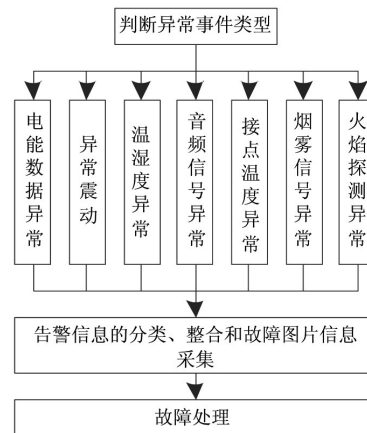 判断异常事件类型
电能数据异常
异常震动
温湿度异常
音频信号异常
接点温度异常
烟雾信号异常
火焰探测异常
告警信息的分类、整合和故障图片信息
采集
故障处理